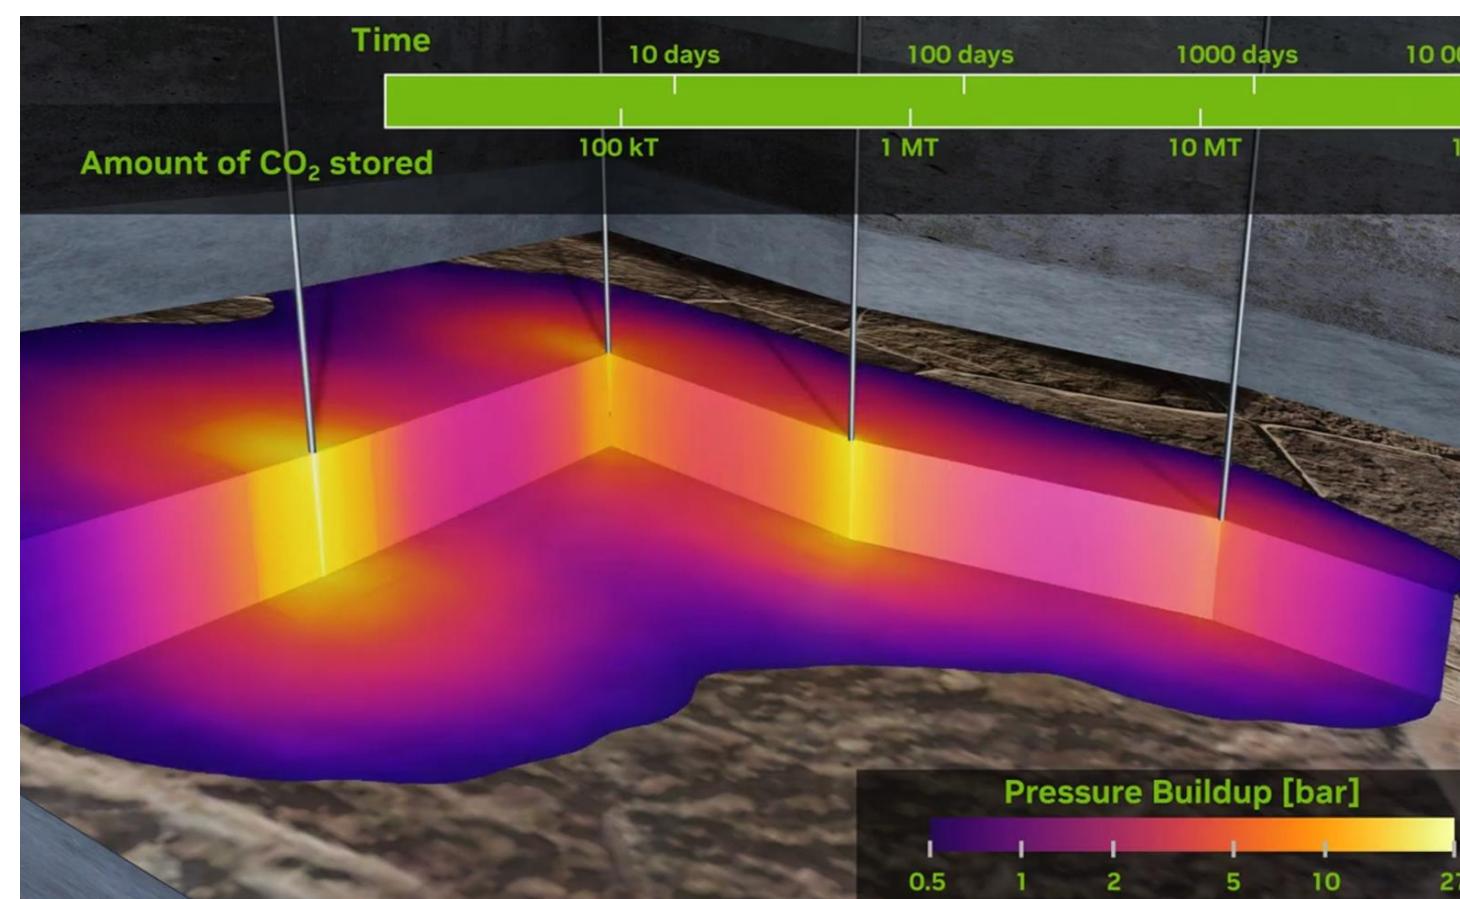 Time
10 days 100 days 1000 days 10
100 kT 1 MT 10 MT
Amount of CO₂ stored
Pressure Buildup [bar]
0.5 1 2 5 10